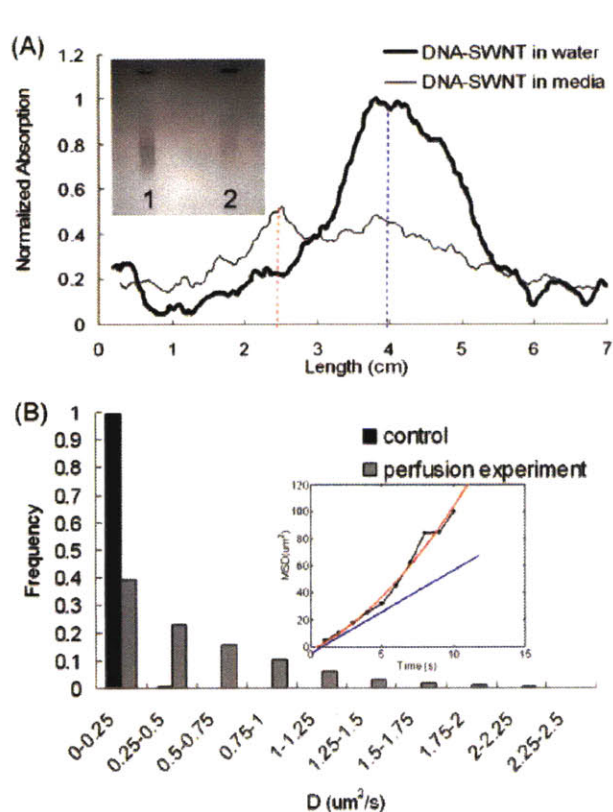 (A)
DNA-SWNT in water
DNA-SWNT in media
Normalized Absorption
1.2
1
0.8
0.6
0.4
0.2
0
1 2
0 1 2 3 4 5 6 7
Length (cm)
(B)
control
perfusion experiment
Frequency
1
0.9
0.8
0.7
0.6
0.5
0.4
0.3
0.2
0.1
0
MSD(um²)
120
100
80
60
40
20
0
0 5 10 15
Time (s)
0-0.25 0.25-0.5 0.5-0.75 0.75-1 1-1.25 1.25-1.5 1.5-1.75 1.75-2 2-2.25 2.25-2.5
D (um²/s)